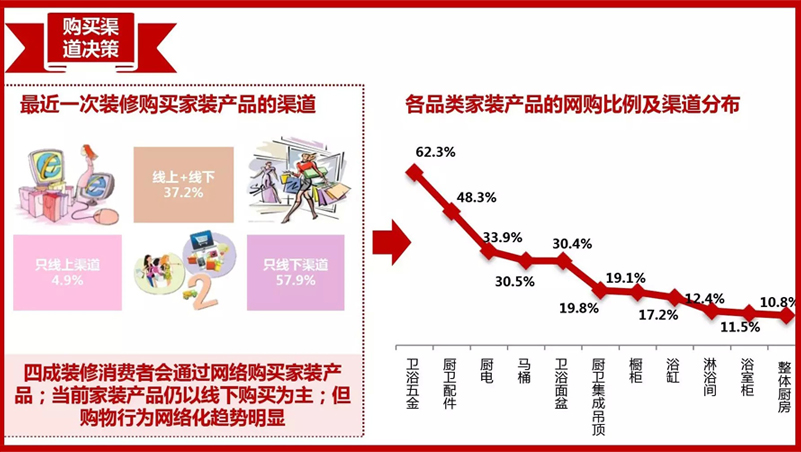 购买渠
道决策
最近一次装修购买家装产品的渠道
线上+线下
37.2%
只线上渠道
4.9%
只线下渠道
57.9%
四成装修消费者会通过网络购买家装产
品；当前家装产品仍以线下购买为主；但
购物行为网络化趋势明显
各品类家装产品的网购比例及渠道分布
62.3%
48.3%
33.9%
30.5%
30.4%
19.8%
19.1%
17.2%
12.4%
11.5%
10.8%
卫浴五金
厨卫配件
厨电
马桶
卫浴面盆
厨卫集成吊顶
橱柜
浴缸
淋浴间
浴室柜
整体厨房